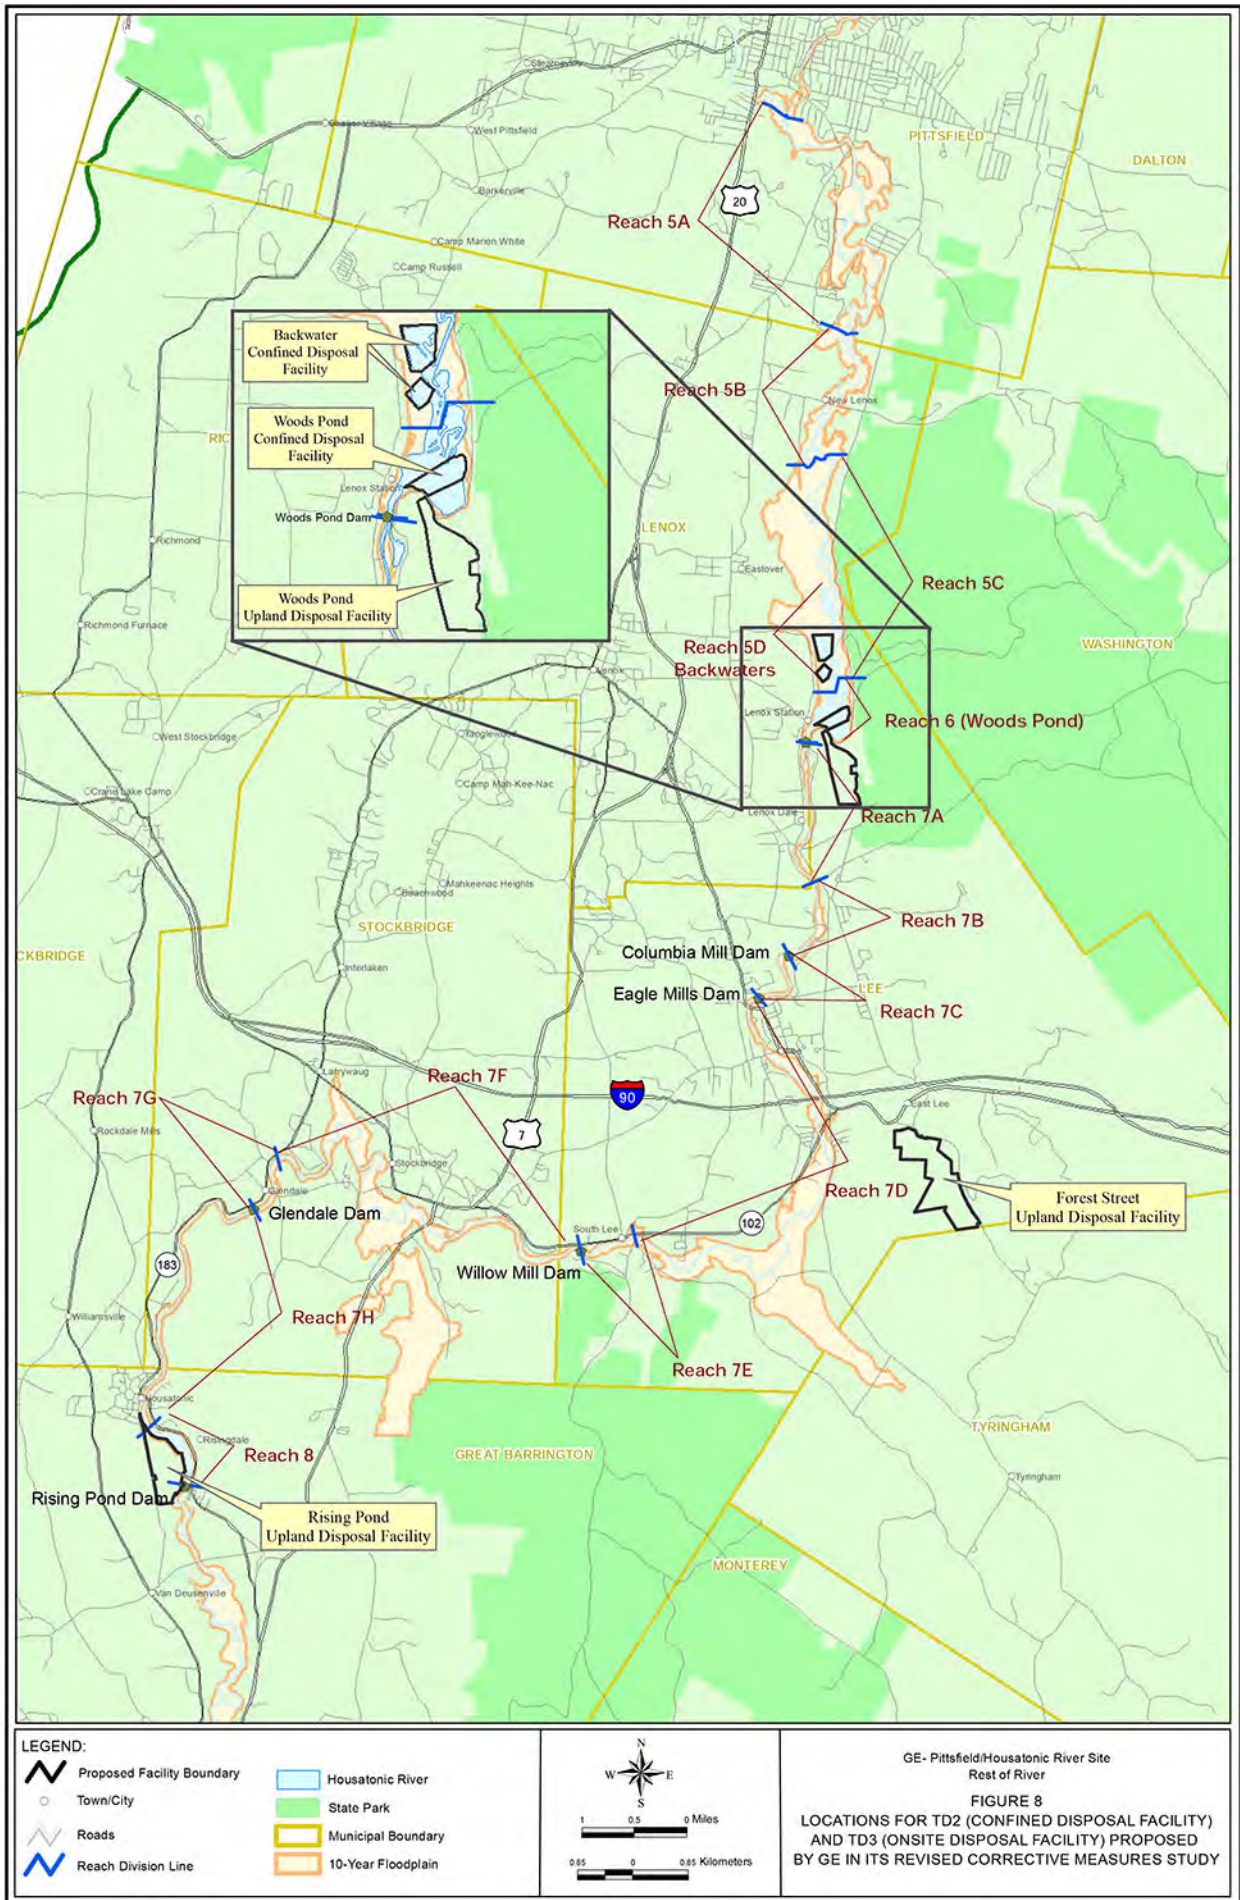 Stearnsville
West Pittsfield
PITTSFIELD
DALTON
Barkerville
20
Reach 5A
Camp Marion White
Camp Russell
Backwater
Confined Disposal
Facility
Reach 5B
New Lenox
Woods Pond
Confined Disposal
Facility
RIC
Lenox Station
Woods Pond Dam
LENOX
Richmond
Eastover
Reach 5C
Woods Pond
Upland Disposal Facility
Richmond Furnace
WASHINGTON
Reach 5D
Backwaters
Lenox
Lenox Station
Reach 6 (Woods Pond)
West Stockbridge
Tanglewood
Camp Mah-Kee-Nac
Crane Lake Camp
Lenox Dale
Reach 7A
Mahkeenac Heights
Beachwood
STOCKBRIDGE
Reach 7B
CKBRIDGE
Columbia Mill Dam
Interlaken
LEE
Eagle Mills Dam
Reach 7C
Larrywaug
Reach 7F
Reach 7G
90
East Lee
Rockdale Mills
7
Stockbridge
Glendale
Reach 7D
Forest Street
Upland Disposal Facility
Glendale Dam
South Lee
102
183
Willow Mill Dam
Williamsville
Reach 7H
Reach 7E
Housatonic
TYRINGHAM
Risingdale
Reach 8
GREAT BARRINGTON
Tyringham
Rising Pond Dam
Rising Pond
Upland Disposal Facility
MONTEREY
Van Deusenville
LEGEND:
Proposed Facility Boundary
Town/City
Roads
Reach Division Line
Housatonic River
State Park
Municipal Boundary
10-Year Floodplain
N
W E
S
1 0.5 0 Miles
0.85 0 0.85 Kilometers
GE- Pittsfield/Housatonic River Site
Rest of River
FIGURE 8
LOCATIONS FOR TD2 (CONFINED DISPOSAL FACILITY)
AND TD3 (ONSITE DISPOSAL FACILITY) PROPOSED
BY GE IN ITS REVISED CORRECTIVE MEASURES STUDY